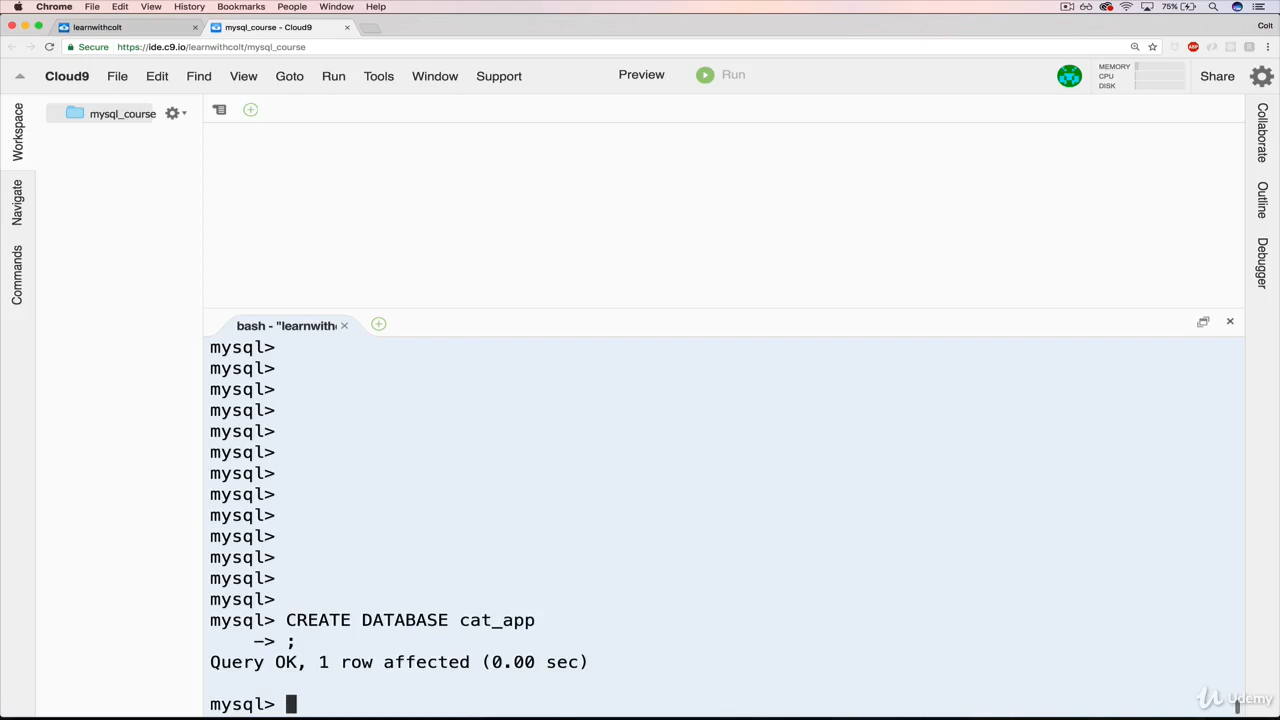 Chrome File Edit View History Bookmarks People Window Help 75%
Colt
learnwithcolt
mysql_course - Cloud9
Secure https://ide.c9.io/learnwithcolt/mysql_course
Cloud9 File Edit Find View Goto Run Tools Window Support Preview Run MEMORY CPU DISK Share
Workspace
Navigate
Commands
mysql_course
Collaborate
Outline
Debugger
bash - "learnwith
mysql>
mysql>
mysql>
mysql>
mysql>
mysql>
mysql>
mysql>
mysql>
mysql>
mysql>
mysql>
mysql>
mysql> CREATE DATABASE cat_app
-> ;
Query OK, 1 row affected (0.00 sec)
mysql>
Udemy